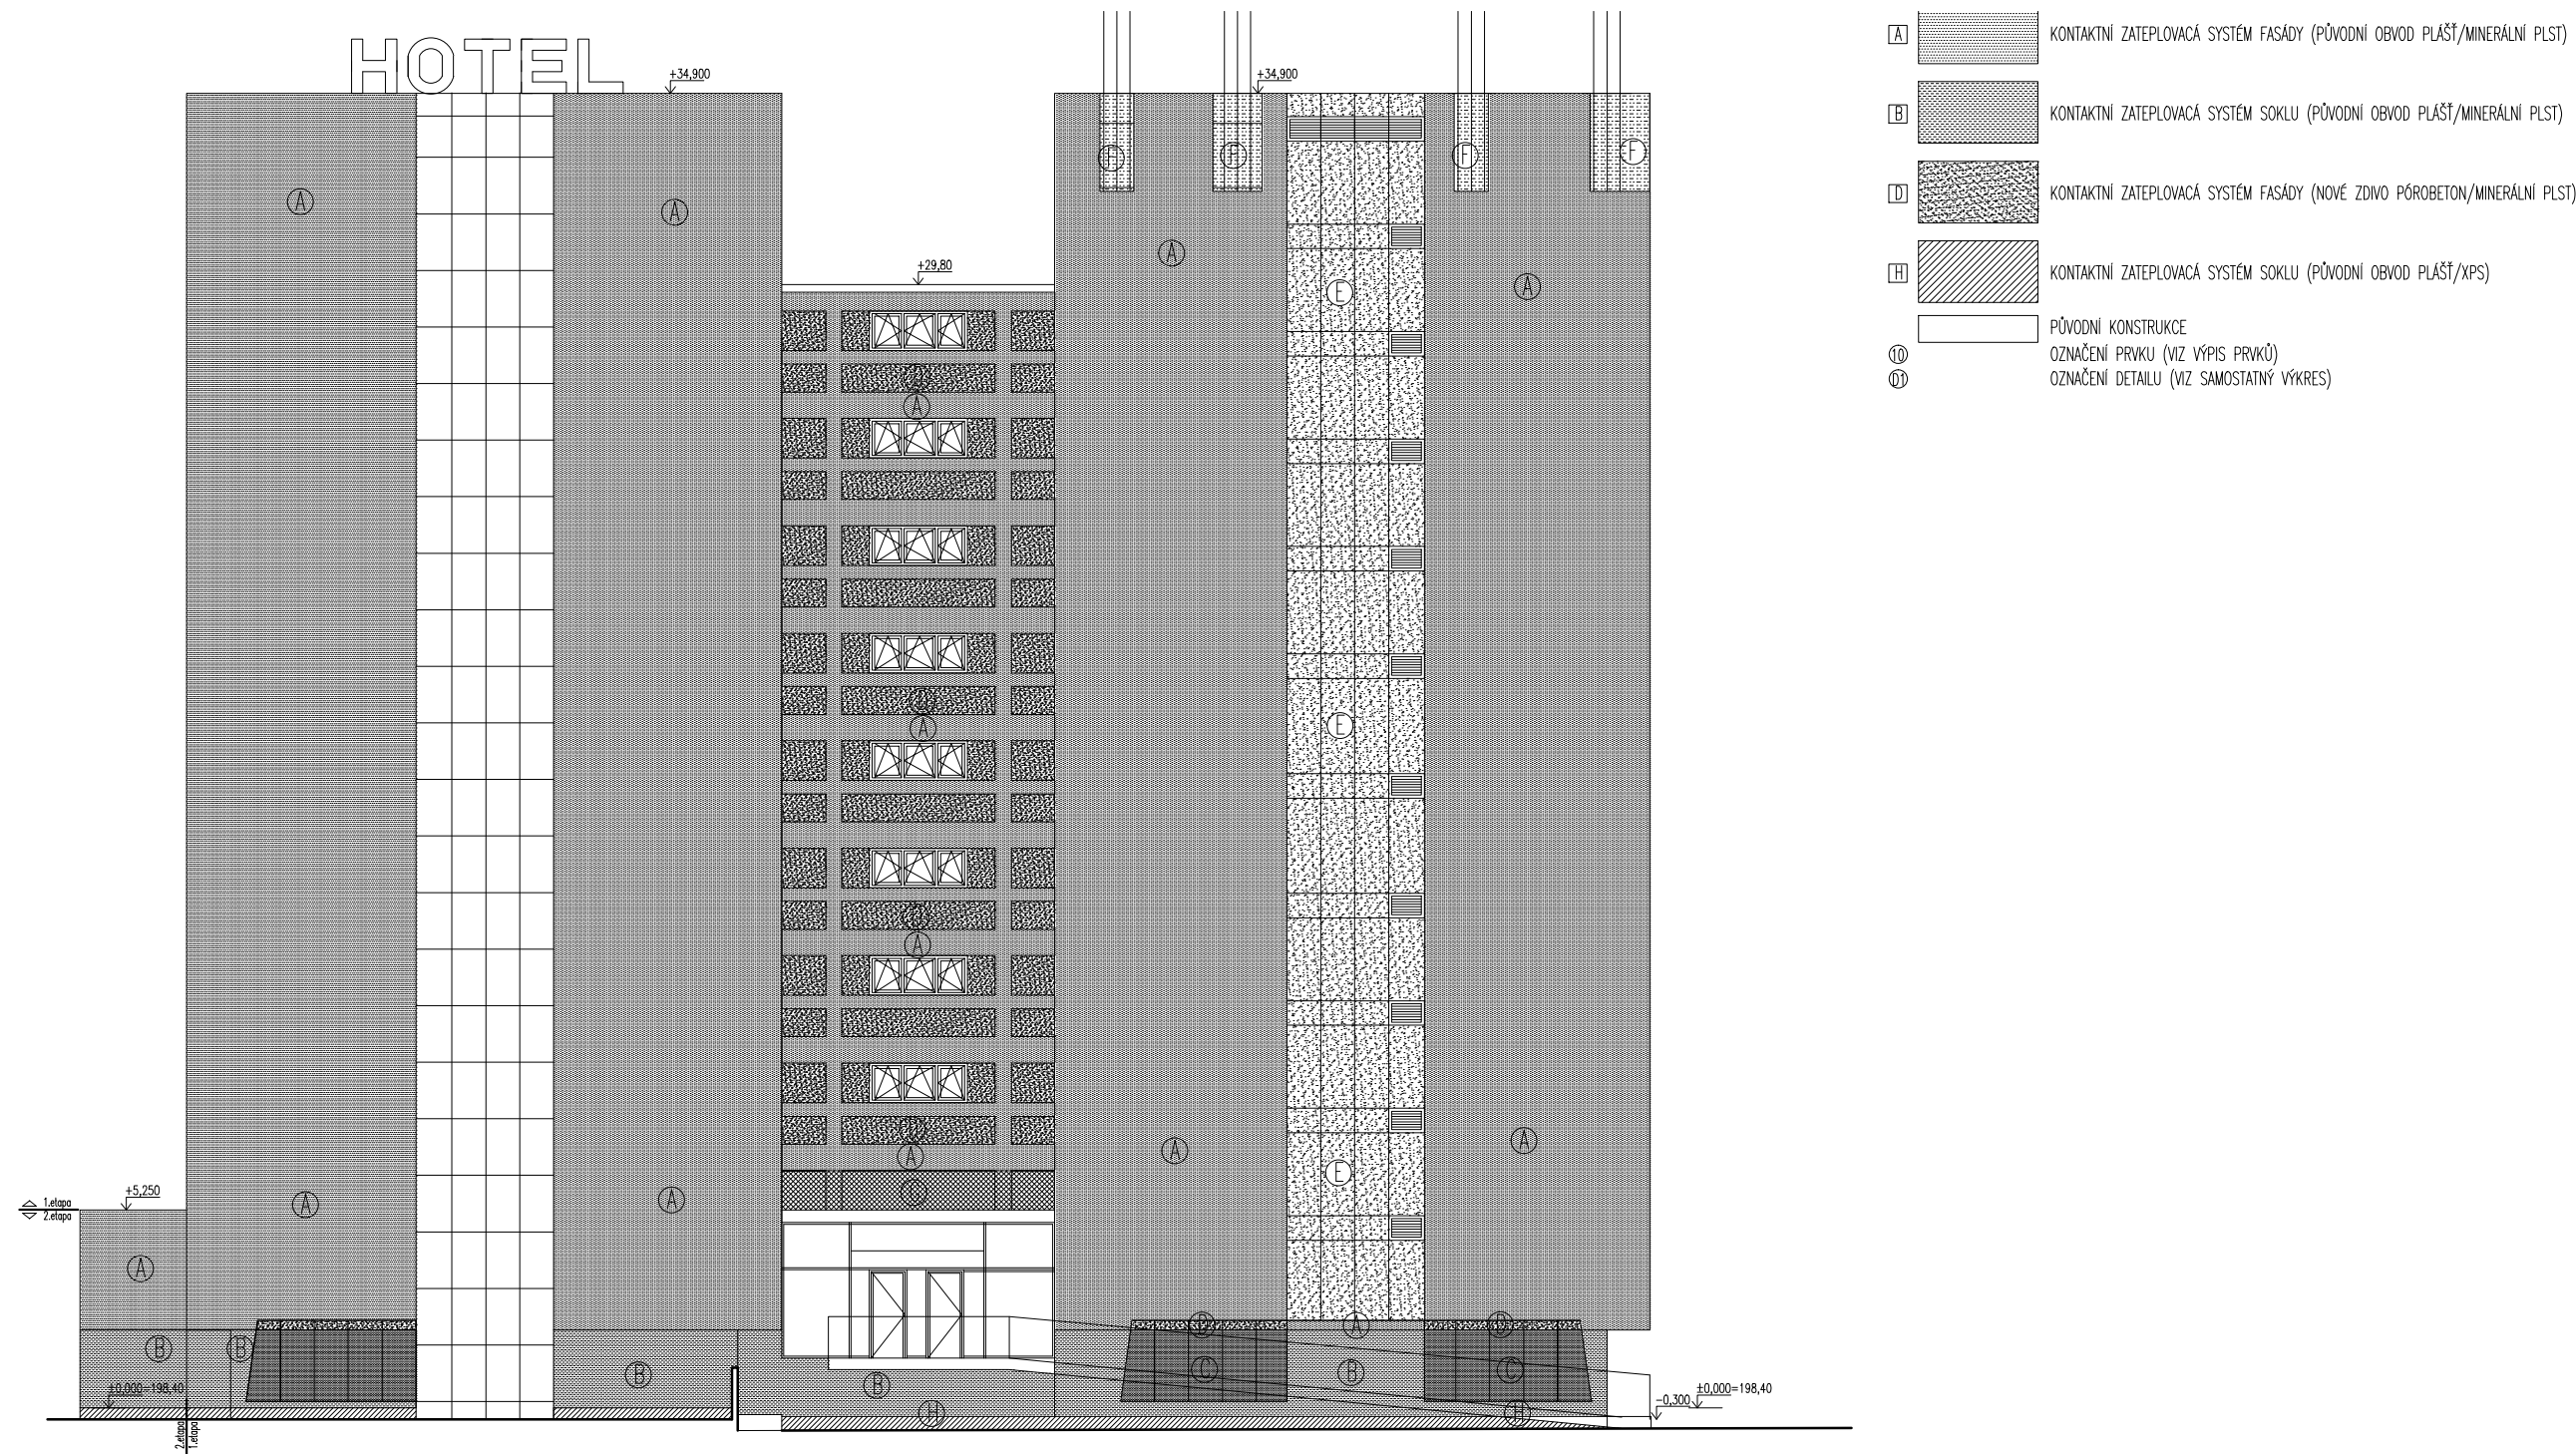 HOTEL
+34,900
+34,900
+29,80
A
A
A
A
F
F
F
F
E
A
A
E
A
A
A
A
A
E
A
A
A
+5,250
1.etapa
2.etapa
B
B
B
B
B
D
A
D
C
C
H
H
±0,000=198,40
-0,300
±0,000=198,40
2.etapa
1.etapa
A KONTAKTNÍ ZATEPLOVACÁ SYSTÉM FASÁDY (PŮVODNÍ OBVOD PLÁŠŤ/MINERÁLNÍ PLST)
B KONTAKTNÍ ZATEPLOVACÁ SYSTÉM SOKLU (PŮVODNÍ OBVOD PLÁŠŤ/MINERÁLNÍ PLST)
D KONTAKTNÍ ZATEPLOVACÁ SYSTÉM FASÁDY (NOVÉ ZDIVO PÓROBETON/MINERÁLNÍ PLST)
H KONTAKTNÍ ZATEPLOVACÁ SYSTÉM SOKLU (PŮVODNÍ OBVOD PLÁŠŤ/XPS)
PŮVODNÍ KONSTRUKCE
10 OZNAČENÍ PRVKU (VIZ VÝPIS PRVKŮ)
D1 OZNAČENÍ DETAILU (VIZ SAMOSTATNÝ VÝKRES)